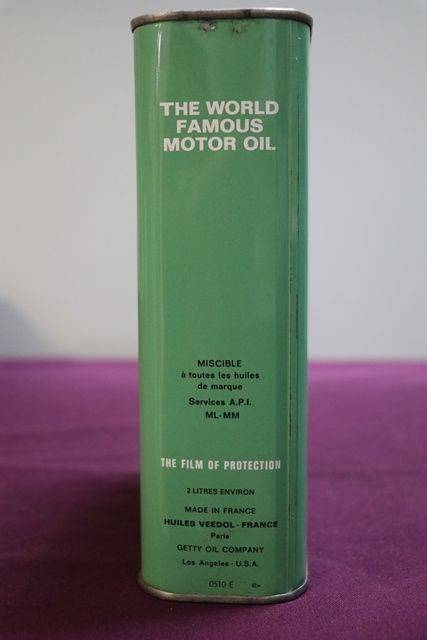 THE WORLD
FAMOUS
MOTOR OIL
MISCIBLE
à toutes les huiles
de marque
Services A.P.I.
ML-MM
THE FILM OF PROTECTION
2 LITRES ENVIRON
MADE IN FRANCE
HUILES VEEDOL - FRANCE
Paris
GETTY OIL COMPANY
Los Angeles - U.S.A.
0510 E